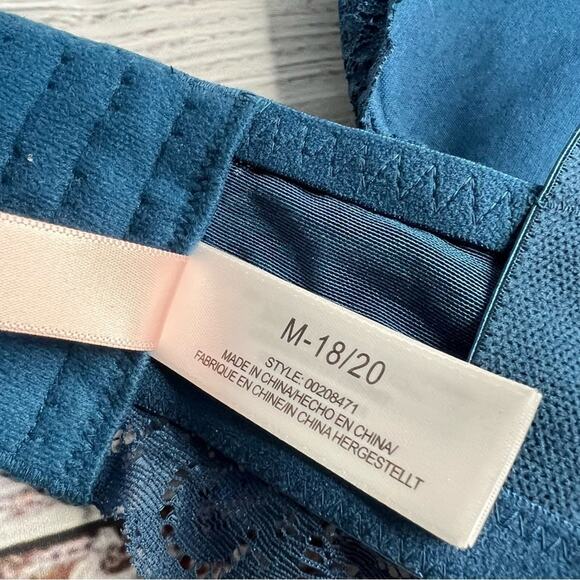 M-18/20
STYLE: 00208471
MADE IN CHINA/HECHO EN CHINA/
FABRIQUE EN CHINE/IN CHINA HERGESTELLT